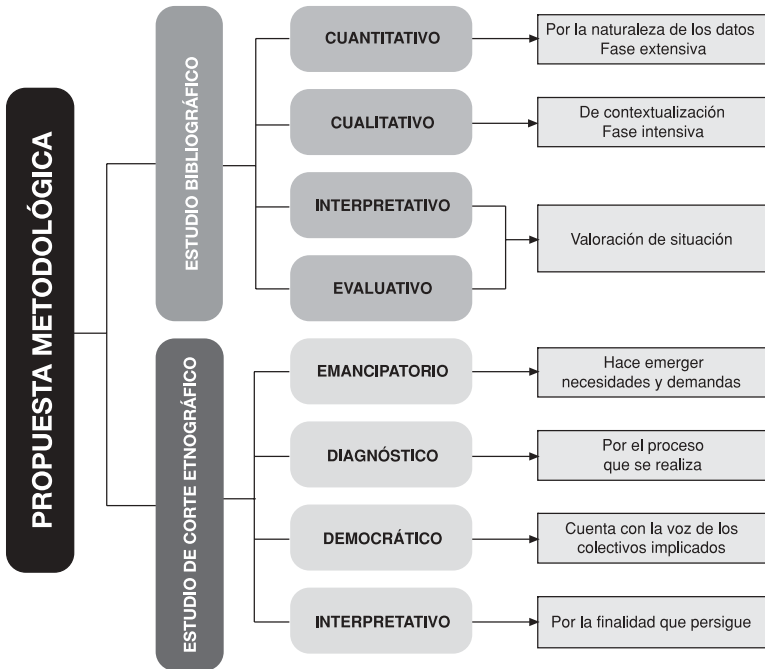 PROPUESTA METODOLÓGICA
ESTUDIO BIBLIOGRÁFICO
CUANTITATIVO
Por la naturaleza de los datos
Fase extensiva
CUALITATIVO
De contextualización
Fase intensiva
INTERPRETATIVO
EVALUATIVO
Valoración de situación
ESTUDIO DE CORTE ETNOGRÁFICO
EMANCIPATORIO
Hace emerger
necesidades y demandas
DIAGNÓSTICO
Por el proceso
que se realiza
DEMOCRÁTICO
Cuenta con la voz de los
colectivos implicados
INTERPRETATIVO
Por la finalidad que persigue